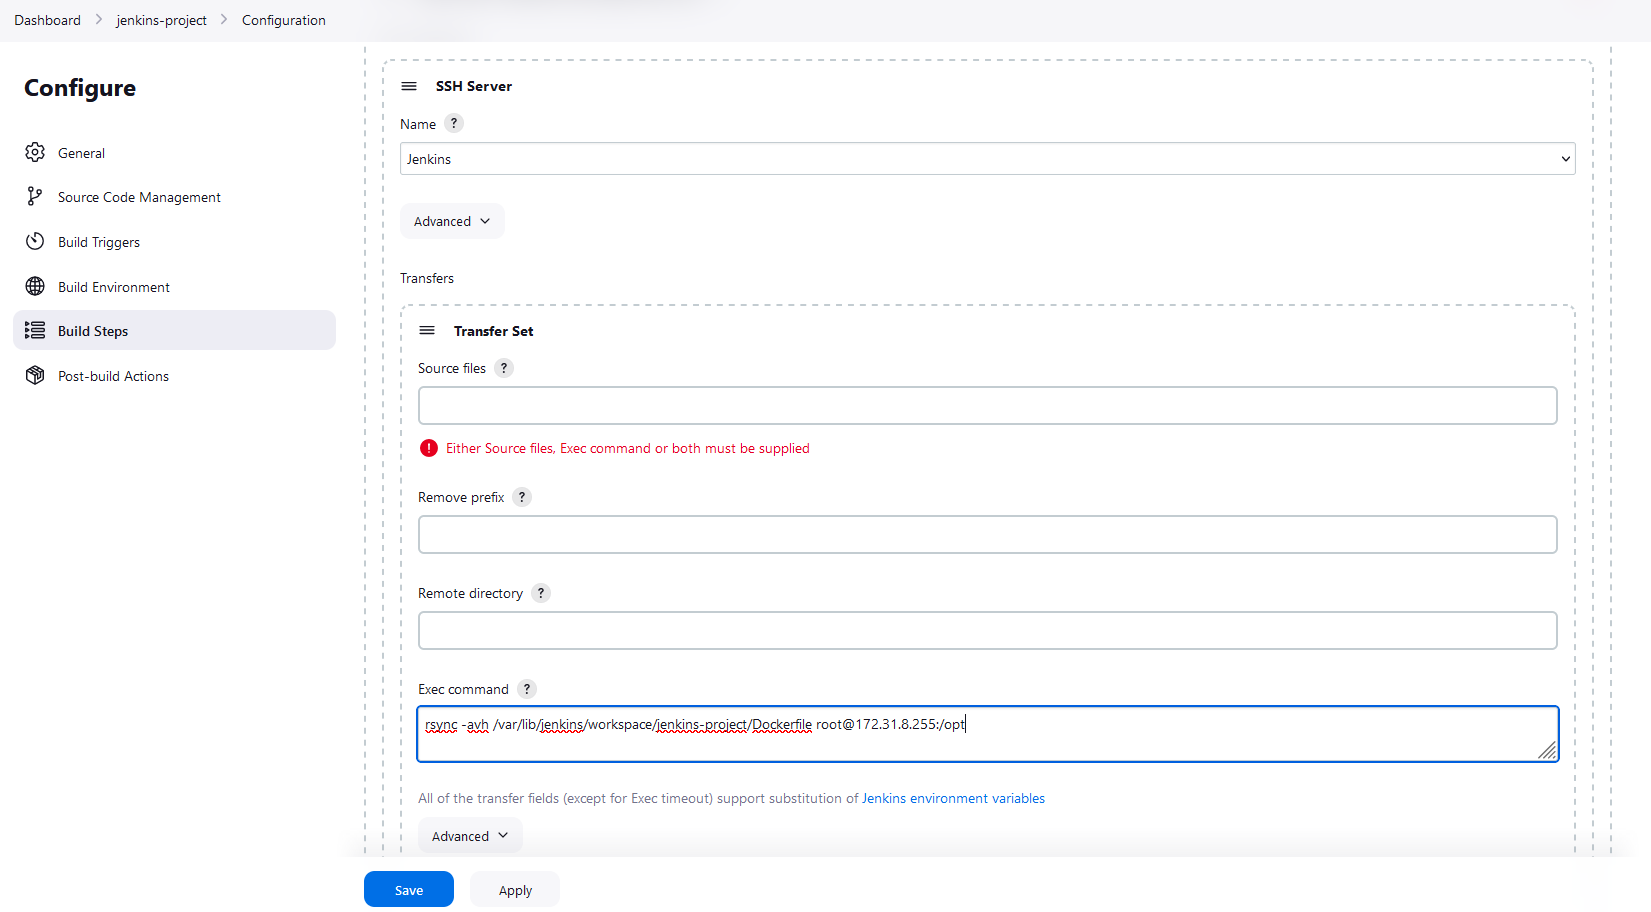 Dashboard > jenkins-project > Configuration
Configure
General
Source Code Management
Build Triggers
Build Environment
Build Steps
Post-build Actions
SSH Server
Name ?
Jenkins
Advanced
Transfers
Transfer Set
Source files ?
! Either Source files, Exec command or both must be supplied
Remove prefix ?
Remote directory ?
Exec command ?
rsync -avh /var/lib/jenkins/workspace/jenkins-project/Dockerfile root@172.31.8.255:/opt
All of the transfer fields (except for Exec timeout) support substitution of Jenkins environment variables
Advanced
Save
Apply